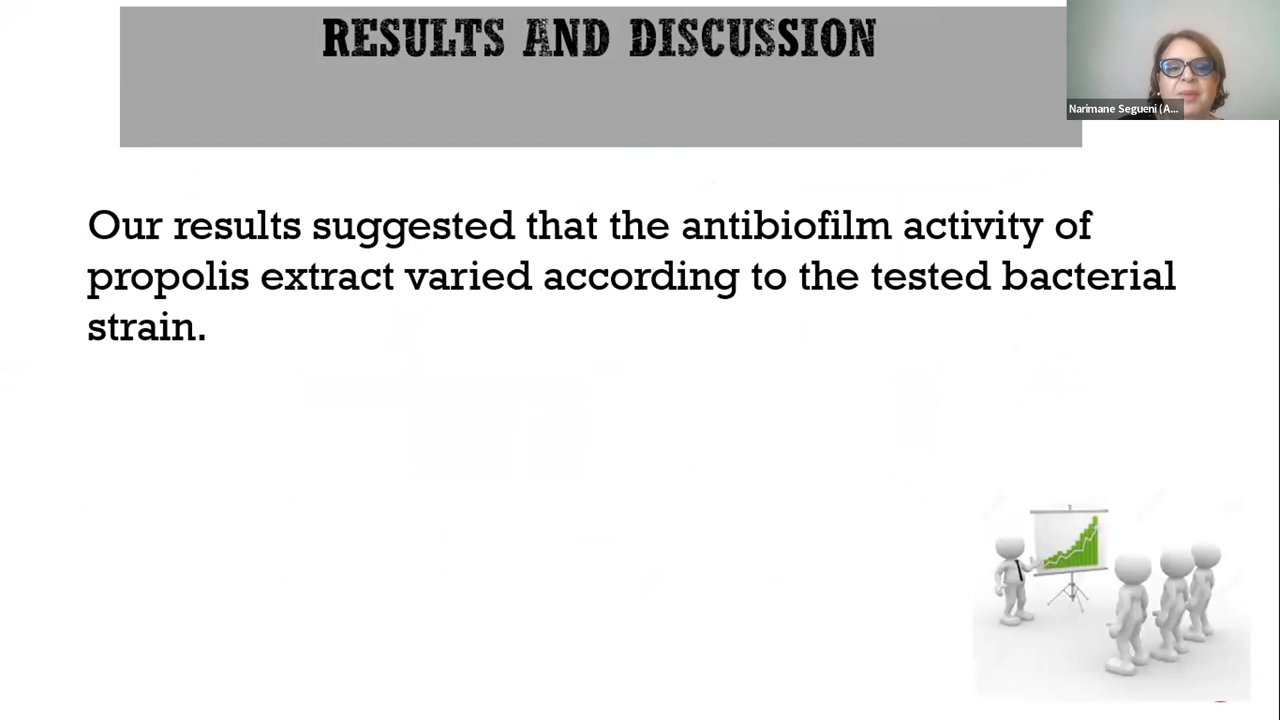 RESULTS AND DISCUSSION
Narimane Segueni (A...
Our results suggested that the antibiofilm activity of
propolis extract varied according to the tested bacterial
strain.